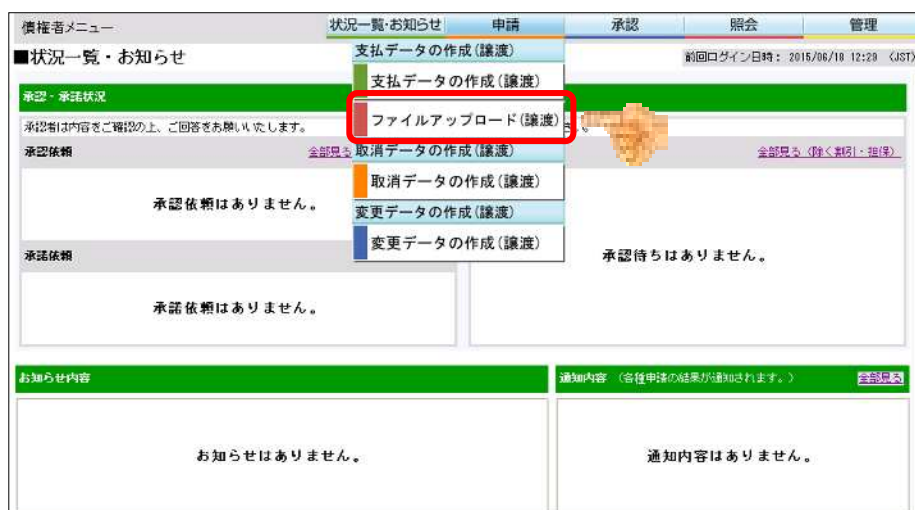 債権者メニュー
状況一覧・お知らせ 申請 承認 照会 管理
■状況一覧・お知らせ
前回ログイン日時： 2015/06/18 12:29 (JST)
支払データの作成(譲渡)
支払データの作成(譲渡)
ファイルアップロード(譲渡)
取消データの作成(譲渡)
取消データの作成(譲渡)
変更データの作成(譲渡)
変更データの作成(譲渡)
承認・承諾状況
承認者は内容をご確認の上、ご回答をお願いいたします。
承認依頼 全部見る
全部見る（除く割引・担保）
承認依頼はありません。
承諾依頼
承認待ちはありません。
承諾依頼はありません。
お知らせ内容
通知内容 （各種申請の結果が通知されます。） 全部見る
お知らせはありません。
通知内容はありません。